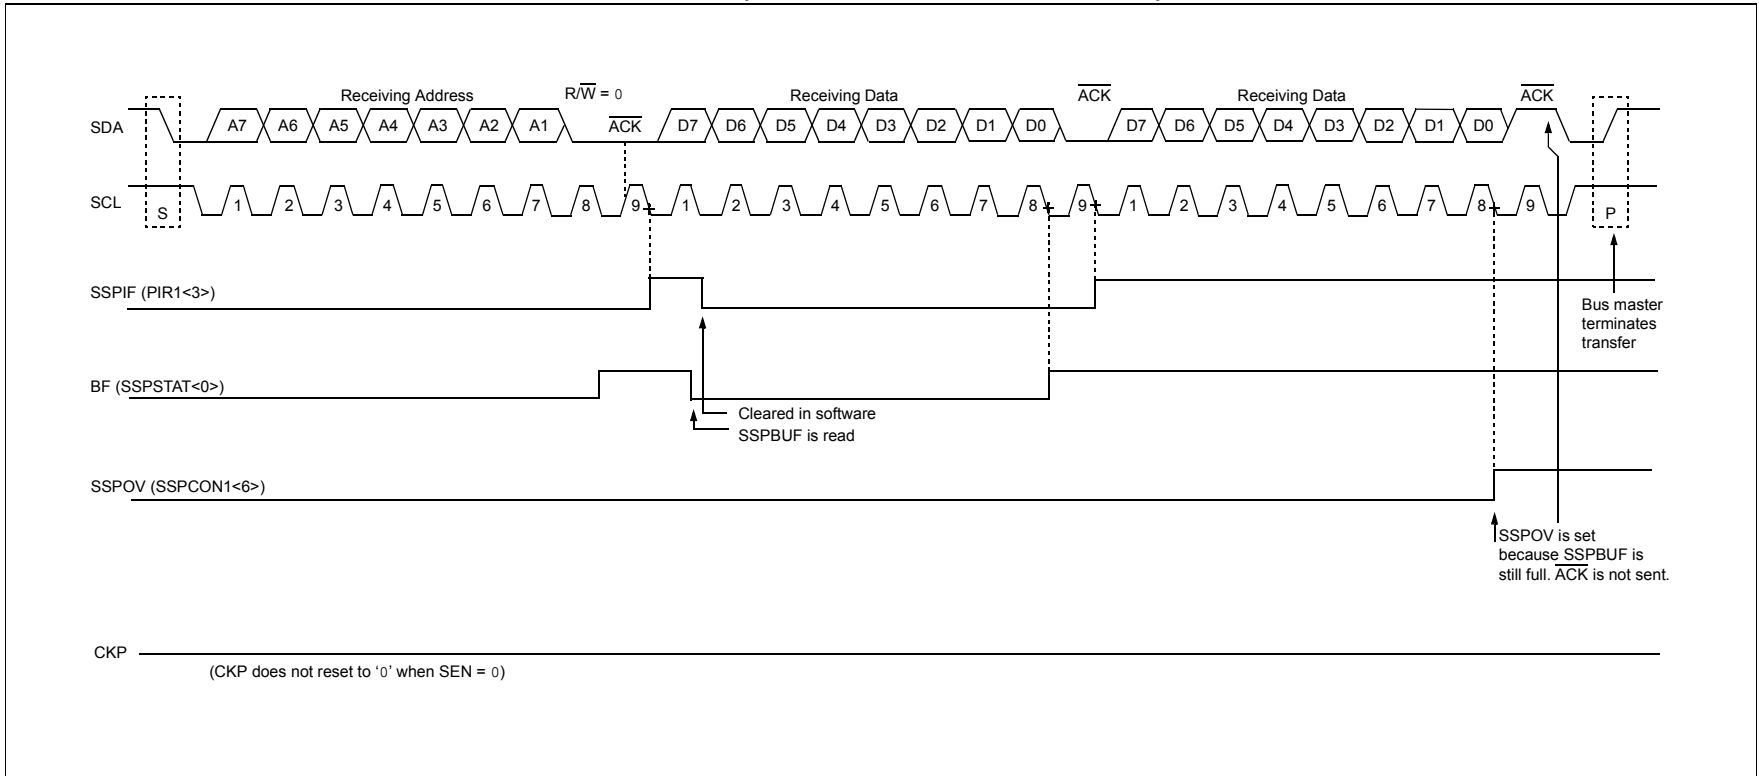 Receiving Address R/W = 0 Receiving Data ACK Receiving Data ACK
SDA A7 A6 A5 A4 A3 A2 A1 ACK D7 D6 D5 D4 D3 D2 D1 D0 D7 D6 D5 D4 D3 D2 D1 D0
SCL S 1 2 3 4 5 6 7 8 9 1 2 3 4 5 6 7 8 9 1 2 3 4 5 6 7 8 9 P
SSPIF (PIR1<3>)
Bus master
terminates
transfer
BF (SSPSTAT<0>)
Cleared in software
SSPBUF is read
SSPOV (SSPCON1<6>)
SSPOV is set
because SSPBUF is
still full. ACK is not sent.
CKP
(CKP does not reset to ‘0’ when SEN = 0)